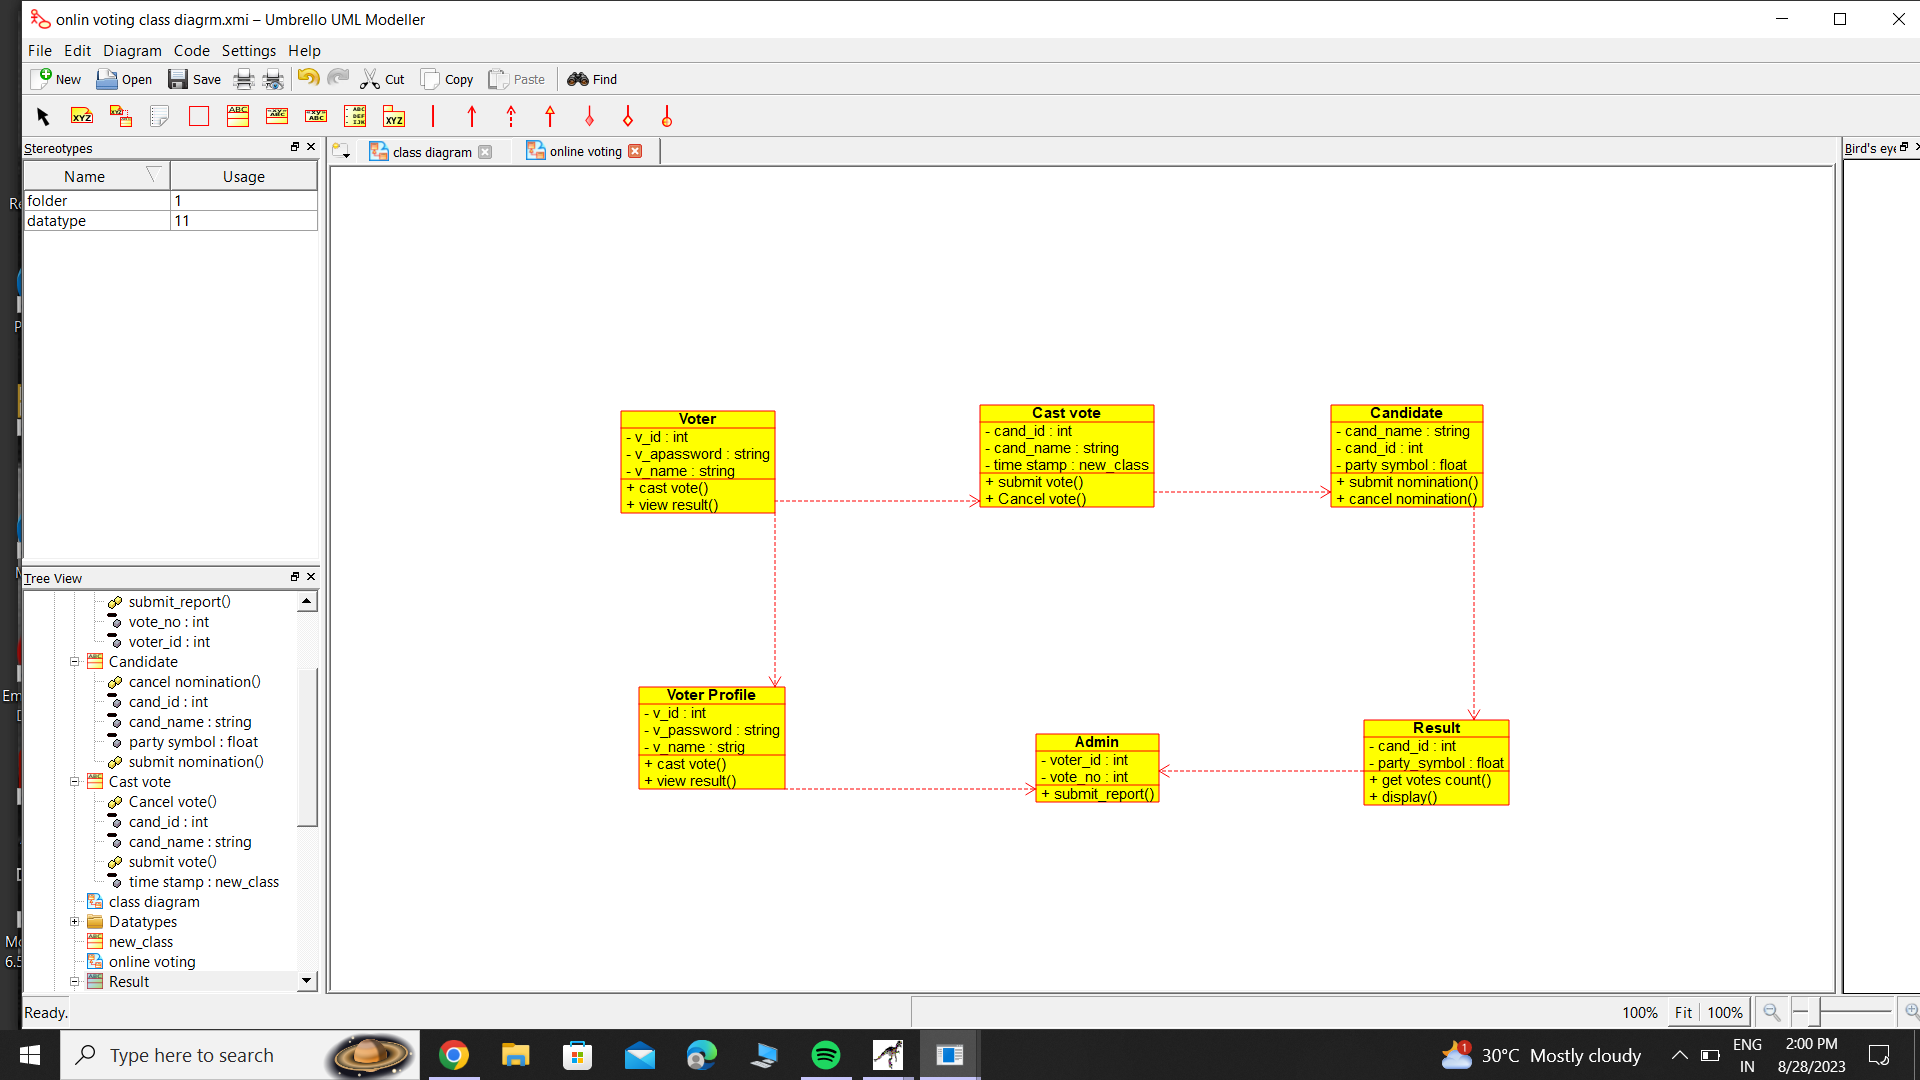 onlin voting class diagrm.xmi – Umbrello UML Modeller
File Edit Diagram Code Settings Help
New Open Save Cut Copy Paste Find
Stereotypes
Name Usage
folder 1
datatype 11
Tree View
submit_report()
vote_no : int
voter_id : int
Candidate
cancel nomination()
cand_id : int
cand_name : string
party symbol : float
submit nomination()
Cast vote
Cancel vote()
cand_id : int
cand_name : string
submit vote()
time stamp : new_class
class diagram
Datatypes
new_class
online voting
Result
class diagram online voting
Bird's eye
Voter
- v_id : int
- v_apassword : string
- v_name : string
+ cast vote()
+ view result()
Cast vote
- cand_id : int
- cand_name : string
- time stamp : new_class
+ submit vote()
+ Cancel vote()
Candidate
- cand_name : string
- cand_id : int
- party symbol : float
+ submit nomination()
+ cancel nomination()
Voter Profile
- v_id : int
- v_password : string
- v_name : strig
+ cast vote()
+ view result()
Admin
- voter_id : int
- vote_no : int
+ submit_report()
Result
- cand_id : int
- party_symbol : float
+ get votes count()
+ display()
Ready.
100% Fit 100%
Type here to search
1
30°C Mostly cloudy
ENG
IN
2:00 PM
8/28/2023